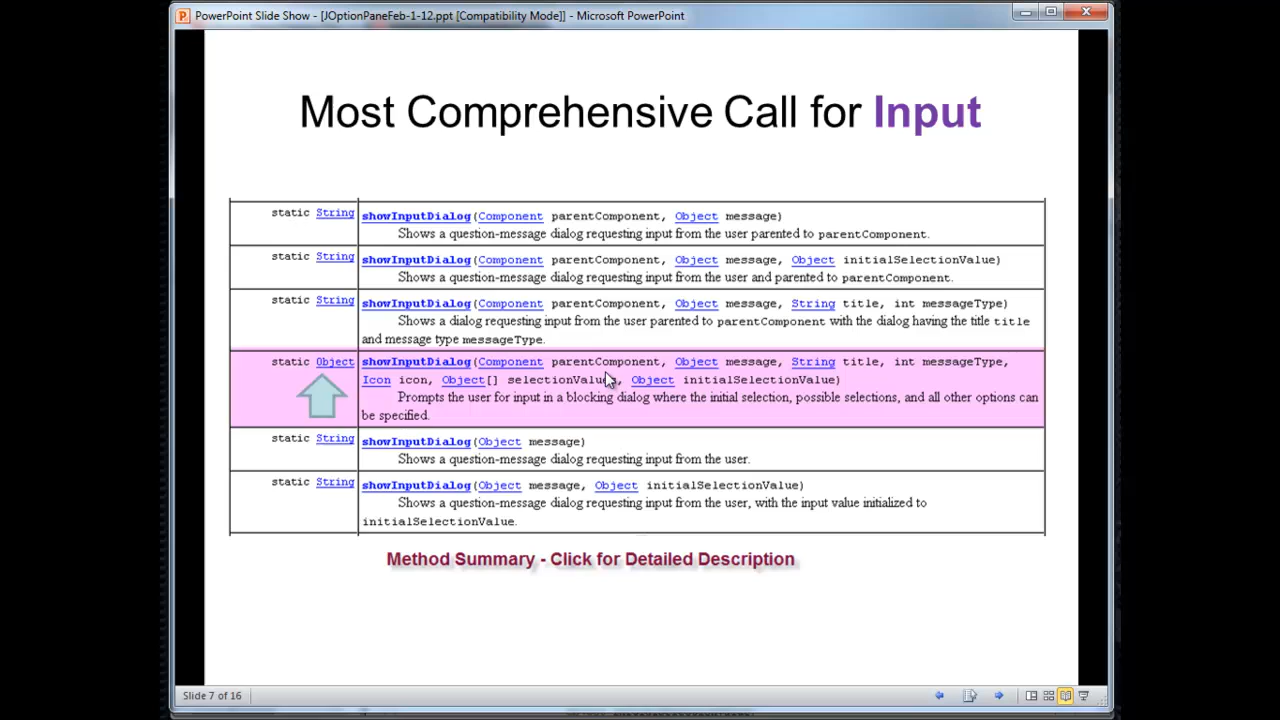 PowerPoint Slide Show - [JOptionPaneFeb-1-12.ppt [Compatibility Mode]] - Microsoft PowerPoint
Most Comprehensive Call for Input
static String showInputDialog(Component parentComponent, Object message)
Shows a question-message dialog requesting input from the user parented to parentComponent.
static String showInputDialog(Component parentComponent, Object message, Object initialSelectionValue)
Shows a question-message dialog requesting input from the user and parented to parentComponent.
static String showInputDialog(Component parentComponent, Object message, String title, int messageType)
Shows a dialog requesting input from the user parented to parentComponent with the dialog having the title title
and message type messageType.
static Object showInputDialog(Component parentComponent, Object message, String title, int messageType,
Icon icon, Object[] selectionValues, Object initialSelectionValue)
Prompts the user for input in a blocking dialog where the initial selection, possible selections, and all other options can
be specified.
static String showInputDialog(Object message)
Shows a question-message dialog requesting input from the user.
static String showInputDialog(Object message, Object initialSelectionValue)
Shows a question-message dialog requesting input from the user, with the input value initialized to
initialSelectionValue.
Method Summary - Click for Detailed Description
Slide 7 of 16